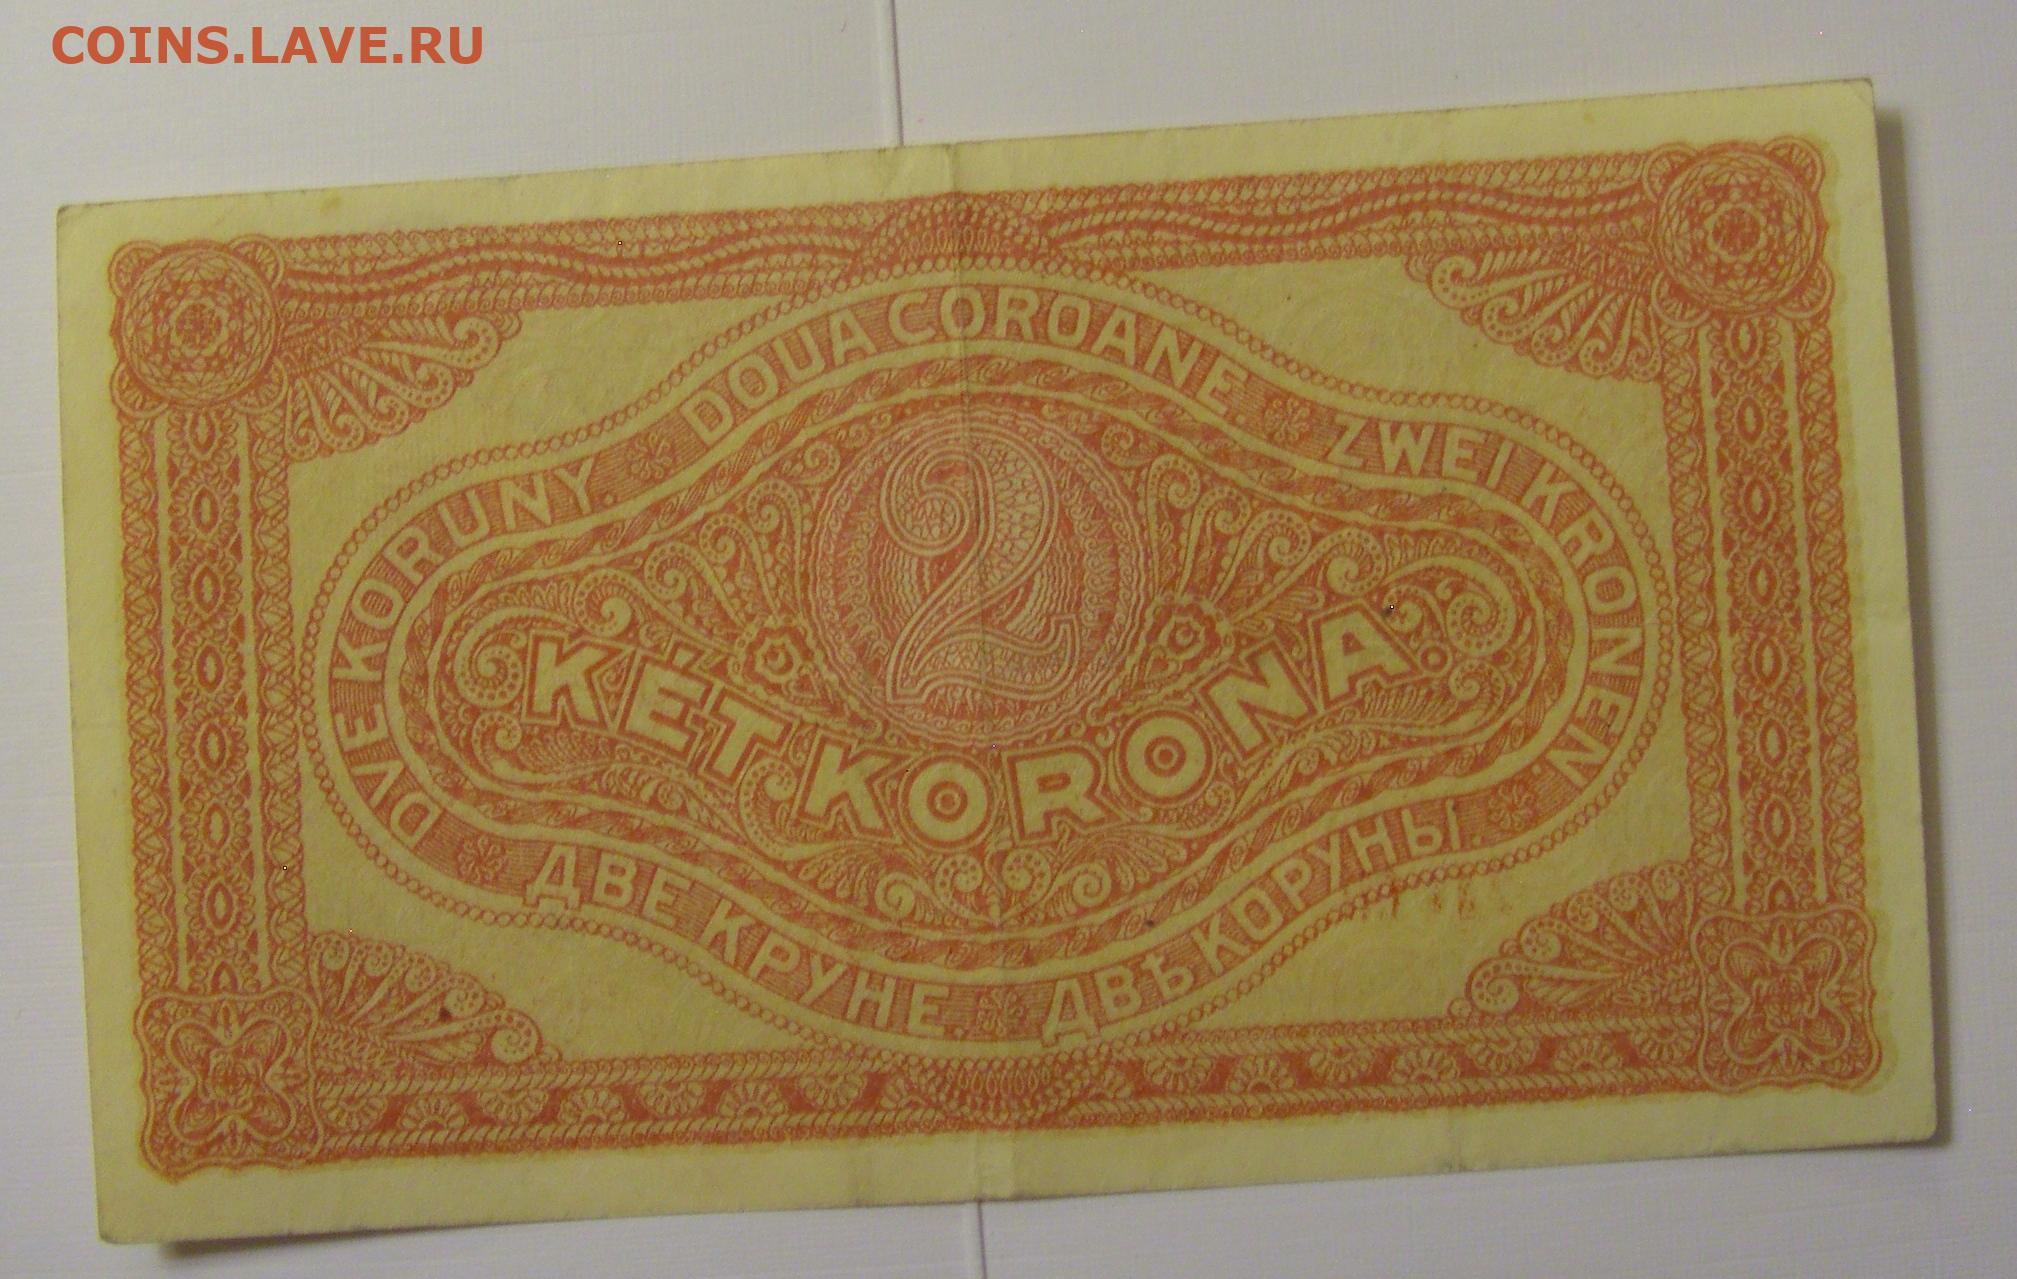 COINS.LAVE.RU
DVE KORUNY.
DOUA COROANE.
ZWEI KRONEN.
2
KÉT KORONA.
ДВЕ КРУНЕ.
ДВѢ КОРУНЫ.